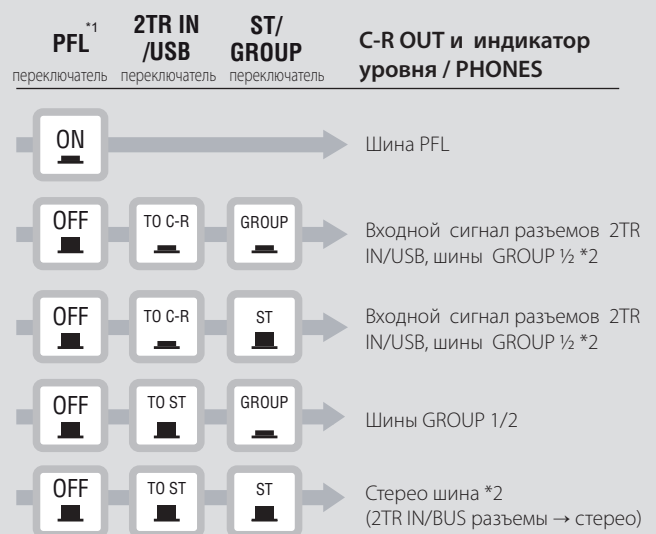 PFL *1
2TR IN
/USB
ST/
GROUP
C-R OUT и индикатор
уровня / PHONES
переключатель переключатель переключатель
ON
Шина PFL
OFF TO C-R GROUP
Входной сигнал разъемов 2TR
IN/USB, шины GROUP ½ *2
OFF TO C-R ST
Входной сигнал разъемов 2TR
IN/USB, шины GROUP ½ *2
OFF TO ST GROUP
Шины GROUP 1/2
OFF TO ST ST
Стерео шина *2
(2TR IN/BUS разъемы → стерео)